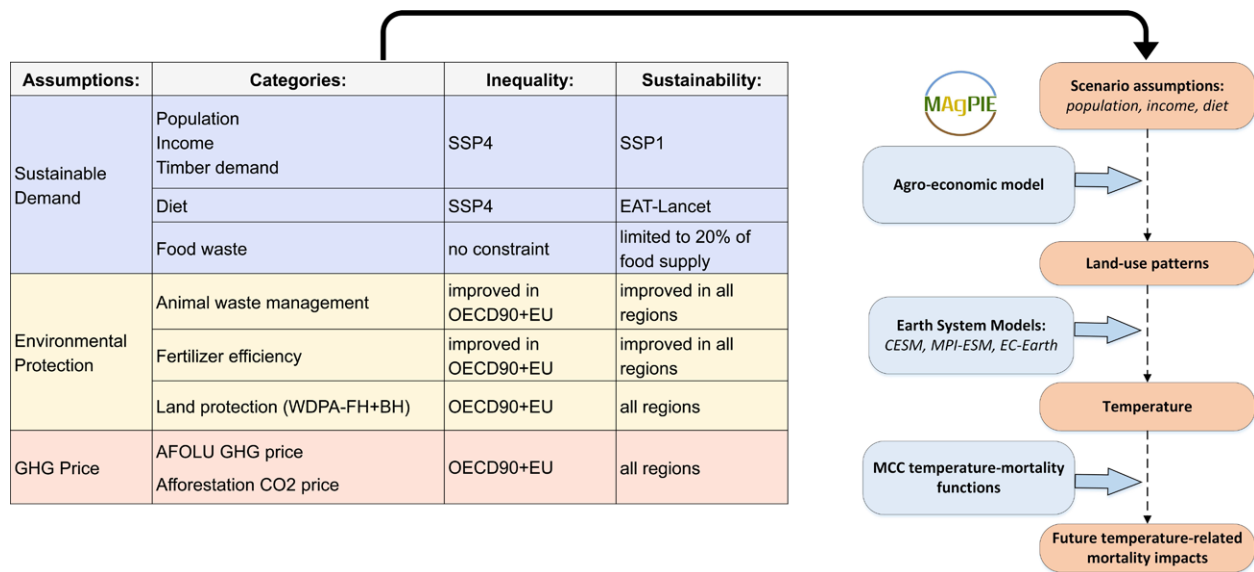 Assumptions:
Categories:
Inequality:
Sustainability:
Sustainable
Demand
Population
Income
Timber demand
SSP4
SSP1
Diet
SSP4
EAT-Lancet
Food waste
no constraint
limited to 20% of
food supply
Environmental
Protection
Animal waste management
improved in
OECD90+EU
improved in all
regions
Fertilizer efficiency
improved in
OECD90+EU
improved in all
regions
Land protection (WDPA-FH+BH)
OECD90+EU
all regions
GHG Price
AFOLU GHG price
Afforestation CO2 price
OECD90+EU
all regions
MAgPIE
Scenario assumptions:
population, income, diet
Agro-economic model
Land-use patterns
Earth System Models:
CESM, MPI-ESM, EC-Earth
Temperature
MCC temperature-mortality
functions
Future temperature-related
mortality impacts